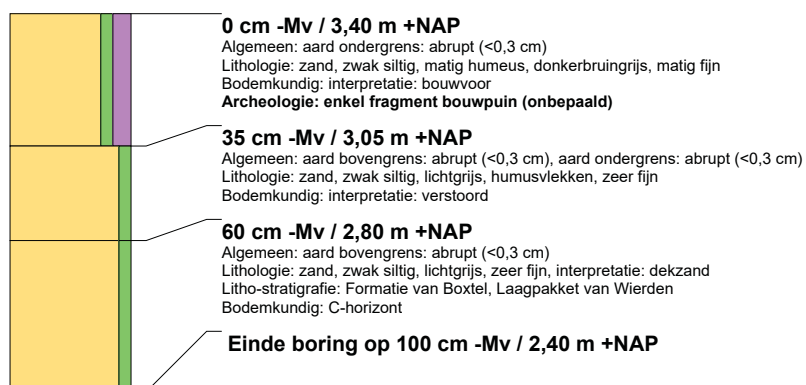 0 cm -Mv / 3,40 m +NAP
Algemeen: aard ondergrens: abrupt (<0,3 cm)
Lithologie: zand, zwak siltig, matig humeus, donkerbruingrijs, matig fijn
Bodemkundig: interpretatie: bouwvoor
Archeologie: enkel fragment bouwpuin (onbepaald)
35 cm -Mv / 3,05 m +NAP
Algemeen: aard bovengrens: abrupt (<0,3 cm), aard ondergrens: abrupt (<0,3 cm)
Lithologie: zand, zwak siltig, lichtgrijs, humusvlekken, zeer fijn
Bodemkundig: interpretatie: verstoord
60 cm -Mv / 2,80 m +NAP
Algemeen: aard bovengrens: abrupt (<0,3 cm)
Lithologie: zand, zwak siltig, lichtgrijs, zeer fijn, interpretatie: dekzand
Litho-stratigrafie: Formatie van Boxtel, Laagpakket van Wierden
Bodemkundig: C-horizont
Einde boring op 100 cm -Mv / 2,40 m +NAP